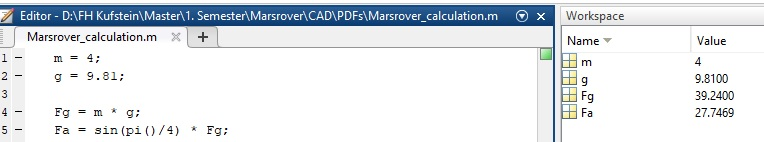 Editor - D:\FH Kufstein\Master\1. Semester\Marsrover\CAD\PDFs\Marsrover_calculation.m
Marsrover_calculation.m
1 - m = 4;
2 - g = 9.81;
3
4 - Fg = m * g;
5 - Fa = sin(pi()/4) * Fg;
Workspace
Name Value
m 4
g 9.8100
Fg 39.2400
Fa 27.7469